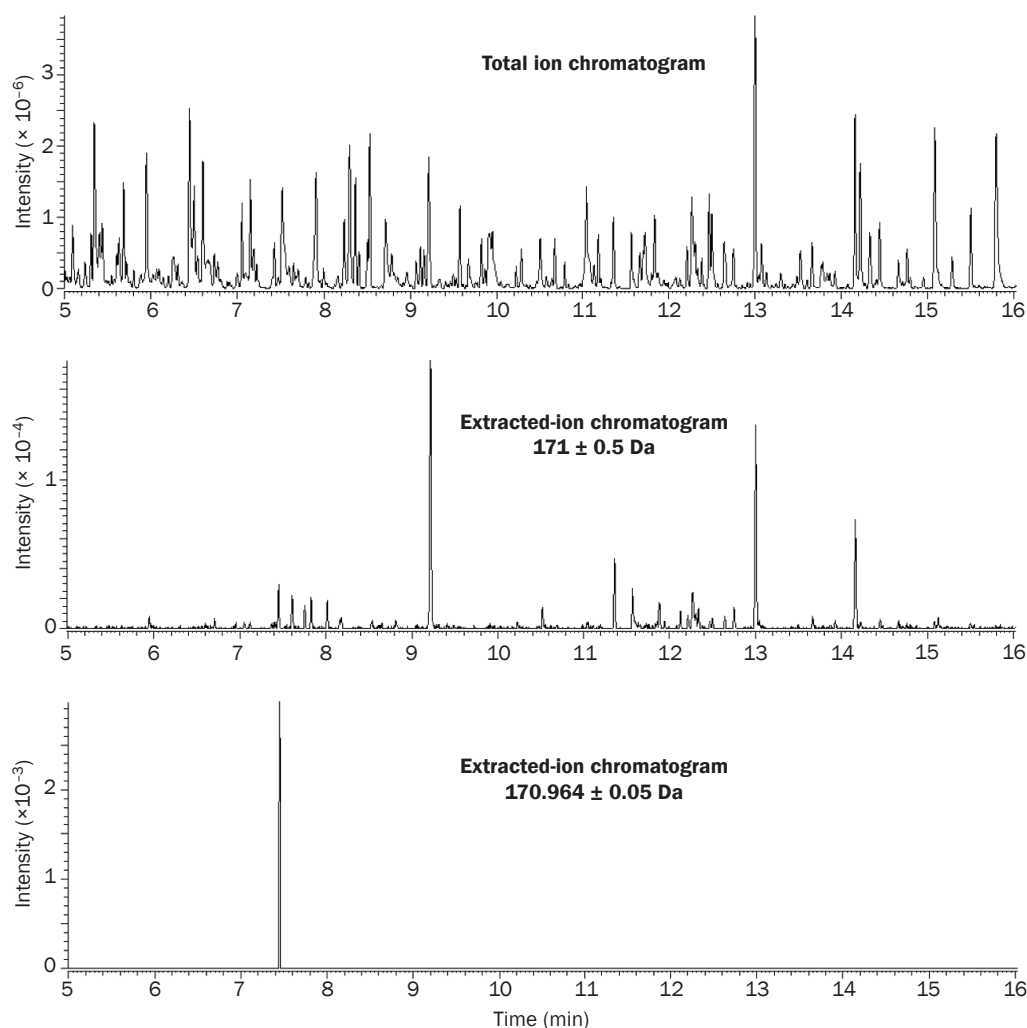 Total ion chromatogram
Intensity (× 10⁻⁶)
3
2
1
0
5 6 7 8 9 10 11 12 13 14 15 16
Extracted-ion chromatogram
171 ± 0.5 Da
Intensity (× 10⁻⁴)
1
0
5 6 7 8 9 10 11 12 13 14 15 16
Extracted-ion chromatogram
170.964 ± 0.05 Da
Intensity (×10⁻³)
2
1
0
5 6 7 8 9 10 11 12 13 14 15 16
Time (min)